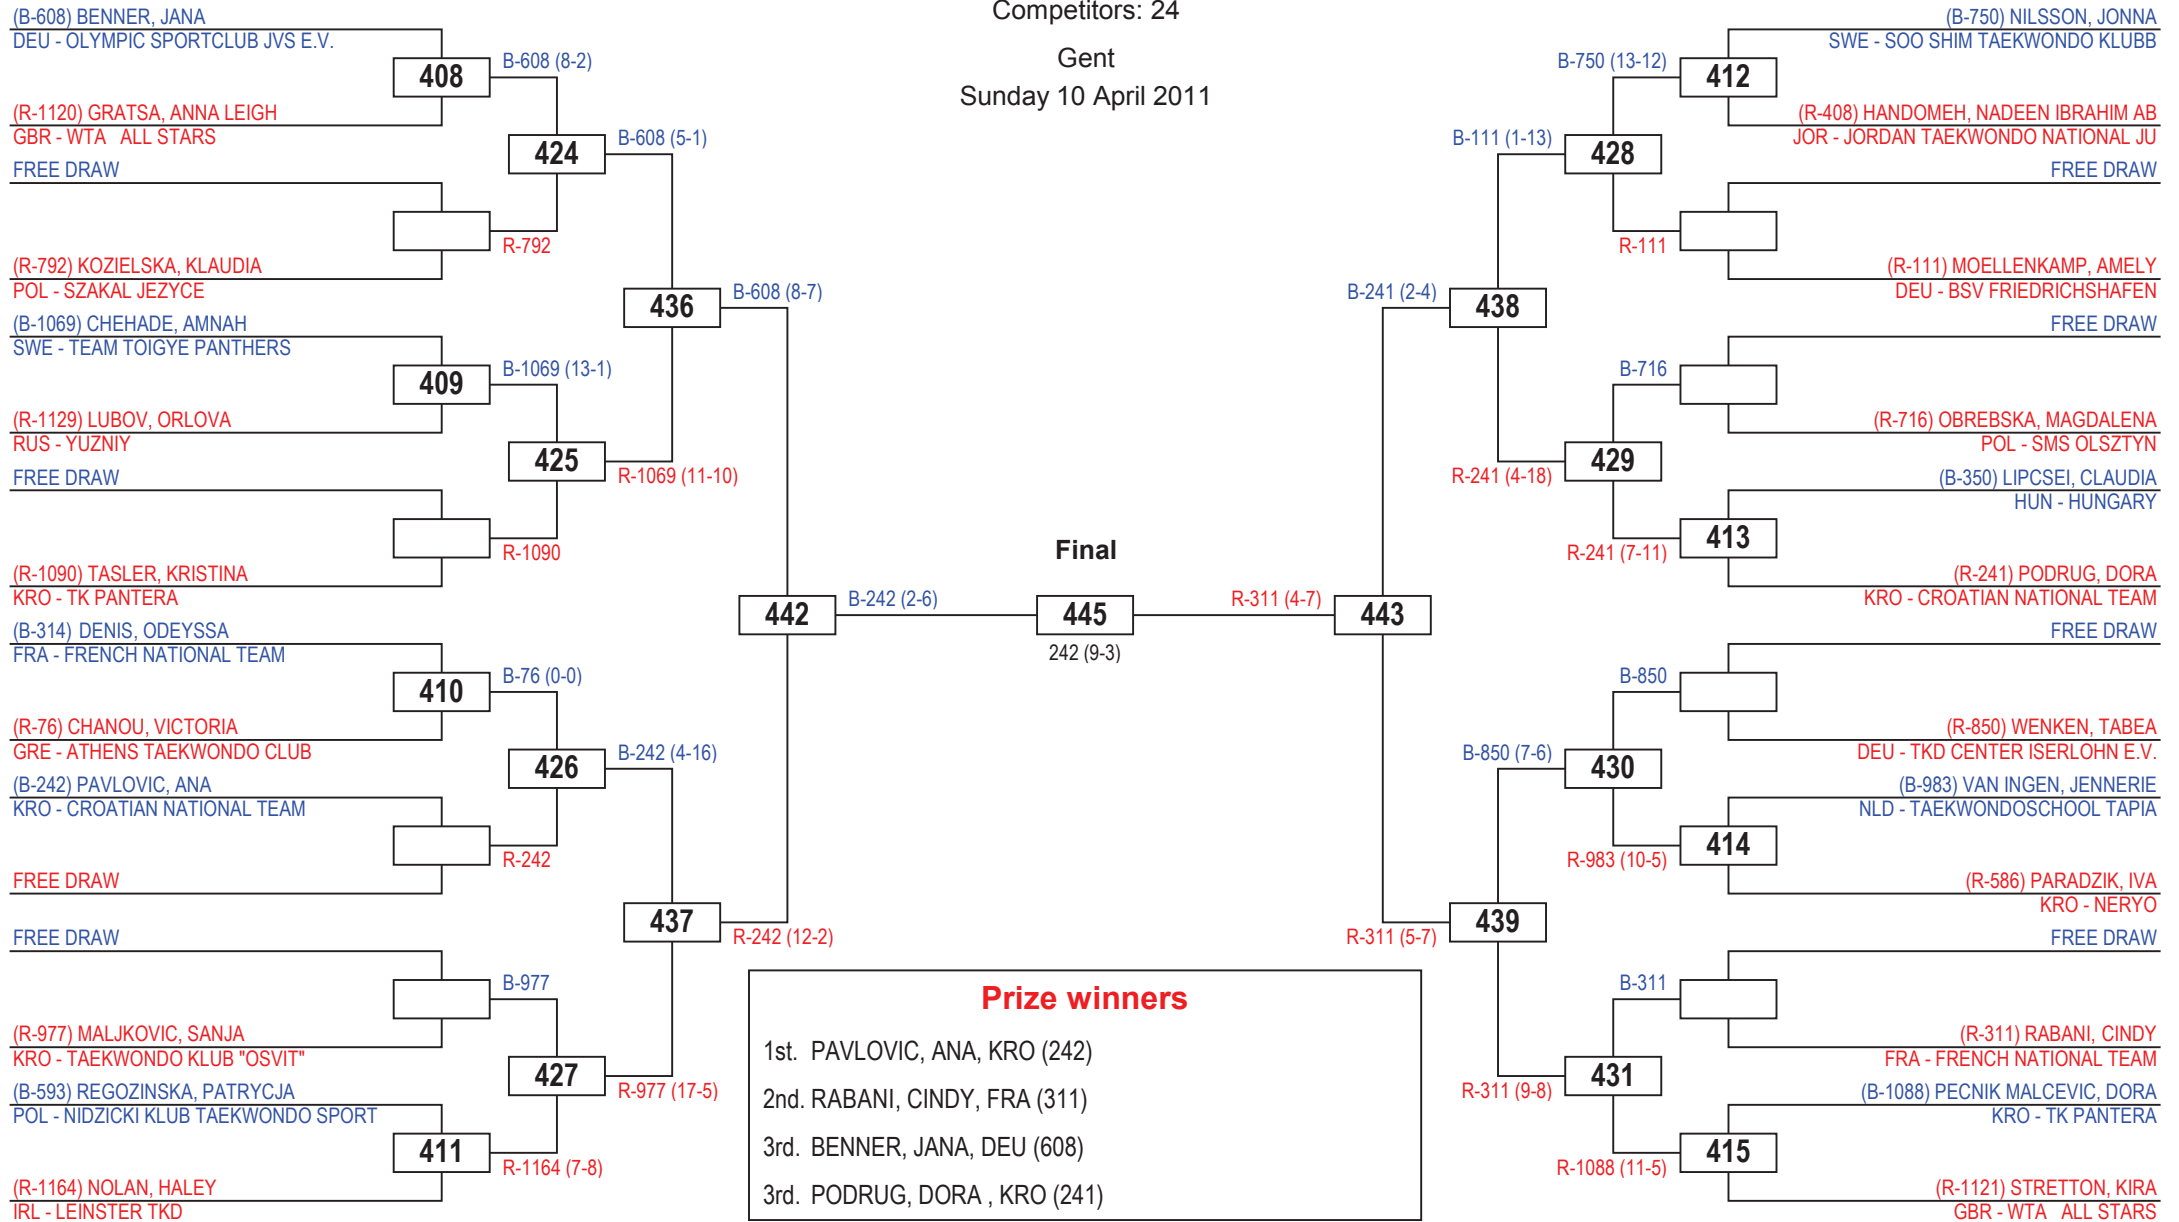 Competitors: 24
Gent
Sunday 10 April 2011
(B-608) BENNER, JANA
DEU - OLYMPIC SPORTCLUB JVS E.V.
408
B-608 (8-2)
(R-1120) GRATSA, ANNA LEIGH
GBR - WTA ALL STARS
424
B-608 (5-1)
FREE DRAW
R-792
(R-792) KOZIELSKA, KLAUDIA
POL - SZAKAL JEZYCE
436
B-608 (8-7)
(B-1069) CHEHADE, AMNAH
SWE - TEAM TOIGYE PANTHERS
409
B-1069 (13-1)
(R-1129) LUBOV, ORLOVA
RUS - YUZNIY
425
R-1069 (11-10)
FREE DRAW
R-1090
(R-1090) TASLER, KRISTINA
KRO - TK PANTERA
442
B-242 (2-6)
(B-314) DENIS, ODEYSSA
FRA - FRENCH NATIONAL TEAM
410
B-76 (0-0)
(R-76) CHANOU, VICTORIA
GRE - ATHENS TAEKWONDO CLUB
426
B-242 (4-16)
(B-242) PAVLOVIC, ANA
KRO - CROATIAN NATIONAL TEAM
R-242
FREE DRAW
437
R-242 (12-2)
FREE DRAW
B-977
(R-977) MALJKOVIC, SANJA
KRO - TAEKWONDO KLUB "OSVIT"
427
R-977 (17-5)
(B-593) REGOZINSKA, PATRYCJA
POL - NIDZICKI KLUB TAEKWONDO SPORT
411
R-1164 (7-8)
(R-1164) NOLAN, HALEY
IRL - LEINSTER TKD
Final
445
242 (9-3)
(B-750) NILSSON, JONNA
SWE - SOO SHIM TAEKWONDO KLUBB
B-750 (13-12)
412
(R-408) HANDOMEH, NADEEN IBRAHIM AB
JOR - JORDAN TAEKWONDO NATIONAL JU
B-111 (1-13)
428
FREE DRAW
R-111
(R-111) MOELLENKAMP, AMELY
DEU - BSV FRIEDRICHSHAFEN
B-241 (2-4)
438
FREE DRAW
B-716
(R-716) OBREBSKA, MAGDALENA
POL - SMS OLSZTYN
R-241 (4-18)
429
(B-350) LIPCSEI, CLAUDIA
HUN - HUNGARY
R-241 (7-11)
413
(R-241) PODRUG, DORA
KRO - CROATIAN NATIONAL TEAM
R-311 (4-7)
443
FREE DRAW
B-850
(R-850) WENKEN, TABEA
DEU - TKD CENTER ISERLOHN E.V.
B-850 (7-6)
430
(B-983) VAN INGEN, JENNERIE
NLD - TAEKWONDOSCHOOL TAPIA
R-983 (10-5)
414
(R-586) PARADZIK, IVA
KRO - NERYO
R-311 (5-7)
439
FREE DRAW
B-311
(R-311) RABANI, CINDY
FRA - FRENCH NATIONAL TEAM
R-311 (9-8)
431
(B-1088) PECNIK MALCEVIC, DORA
KRO - TK PANTERA
R-1088 (11-5)
415
(R-1121) STRETTON, KIRA
GBR - WTA ALL STARS
Prize winners
1st. PAVLOVIC, ANA, KRO (242)
2nd. RABANI, CINDY, FRA (311)
3rd. BENNER, JANA, DEU (608)
3rd. PODRUG, DORA , KRO (241)